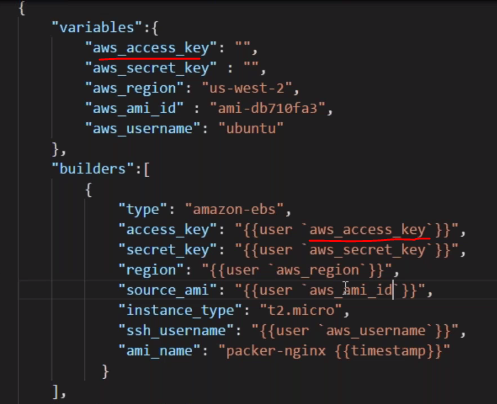 {
"variables":{
"aws_access_key": "",
"aws_secret_key" : "",
"aws_region": "us-west-2",
"aws_ami_id" : "ami-db710fa3",
"aws_username": "ubuntu"
},
"builders":[
{
"type": "amazon-ebs",
"access_key": "{{user `aws_access_key`}}",
"secret_key": "{{user `aws_secret_key`}}",
"region": "{{user `aws_region`}}",
"source_ami": "{{user `aws_ami_id`}}",
"instance_type": "t2.micro",
"ssh_username": "{{user `aws_username`}}",
"ami_name": "packer-nginx {{timestamp}}"
}
],